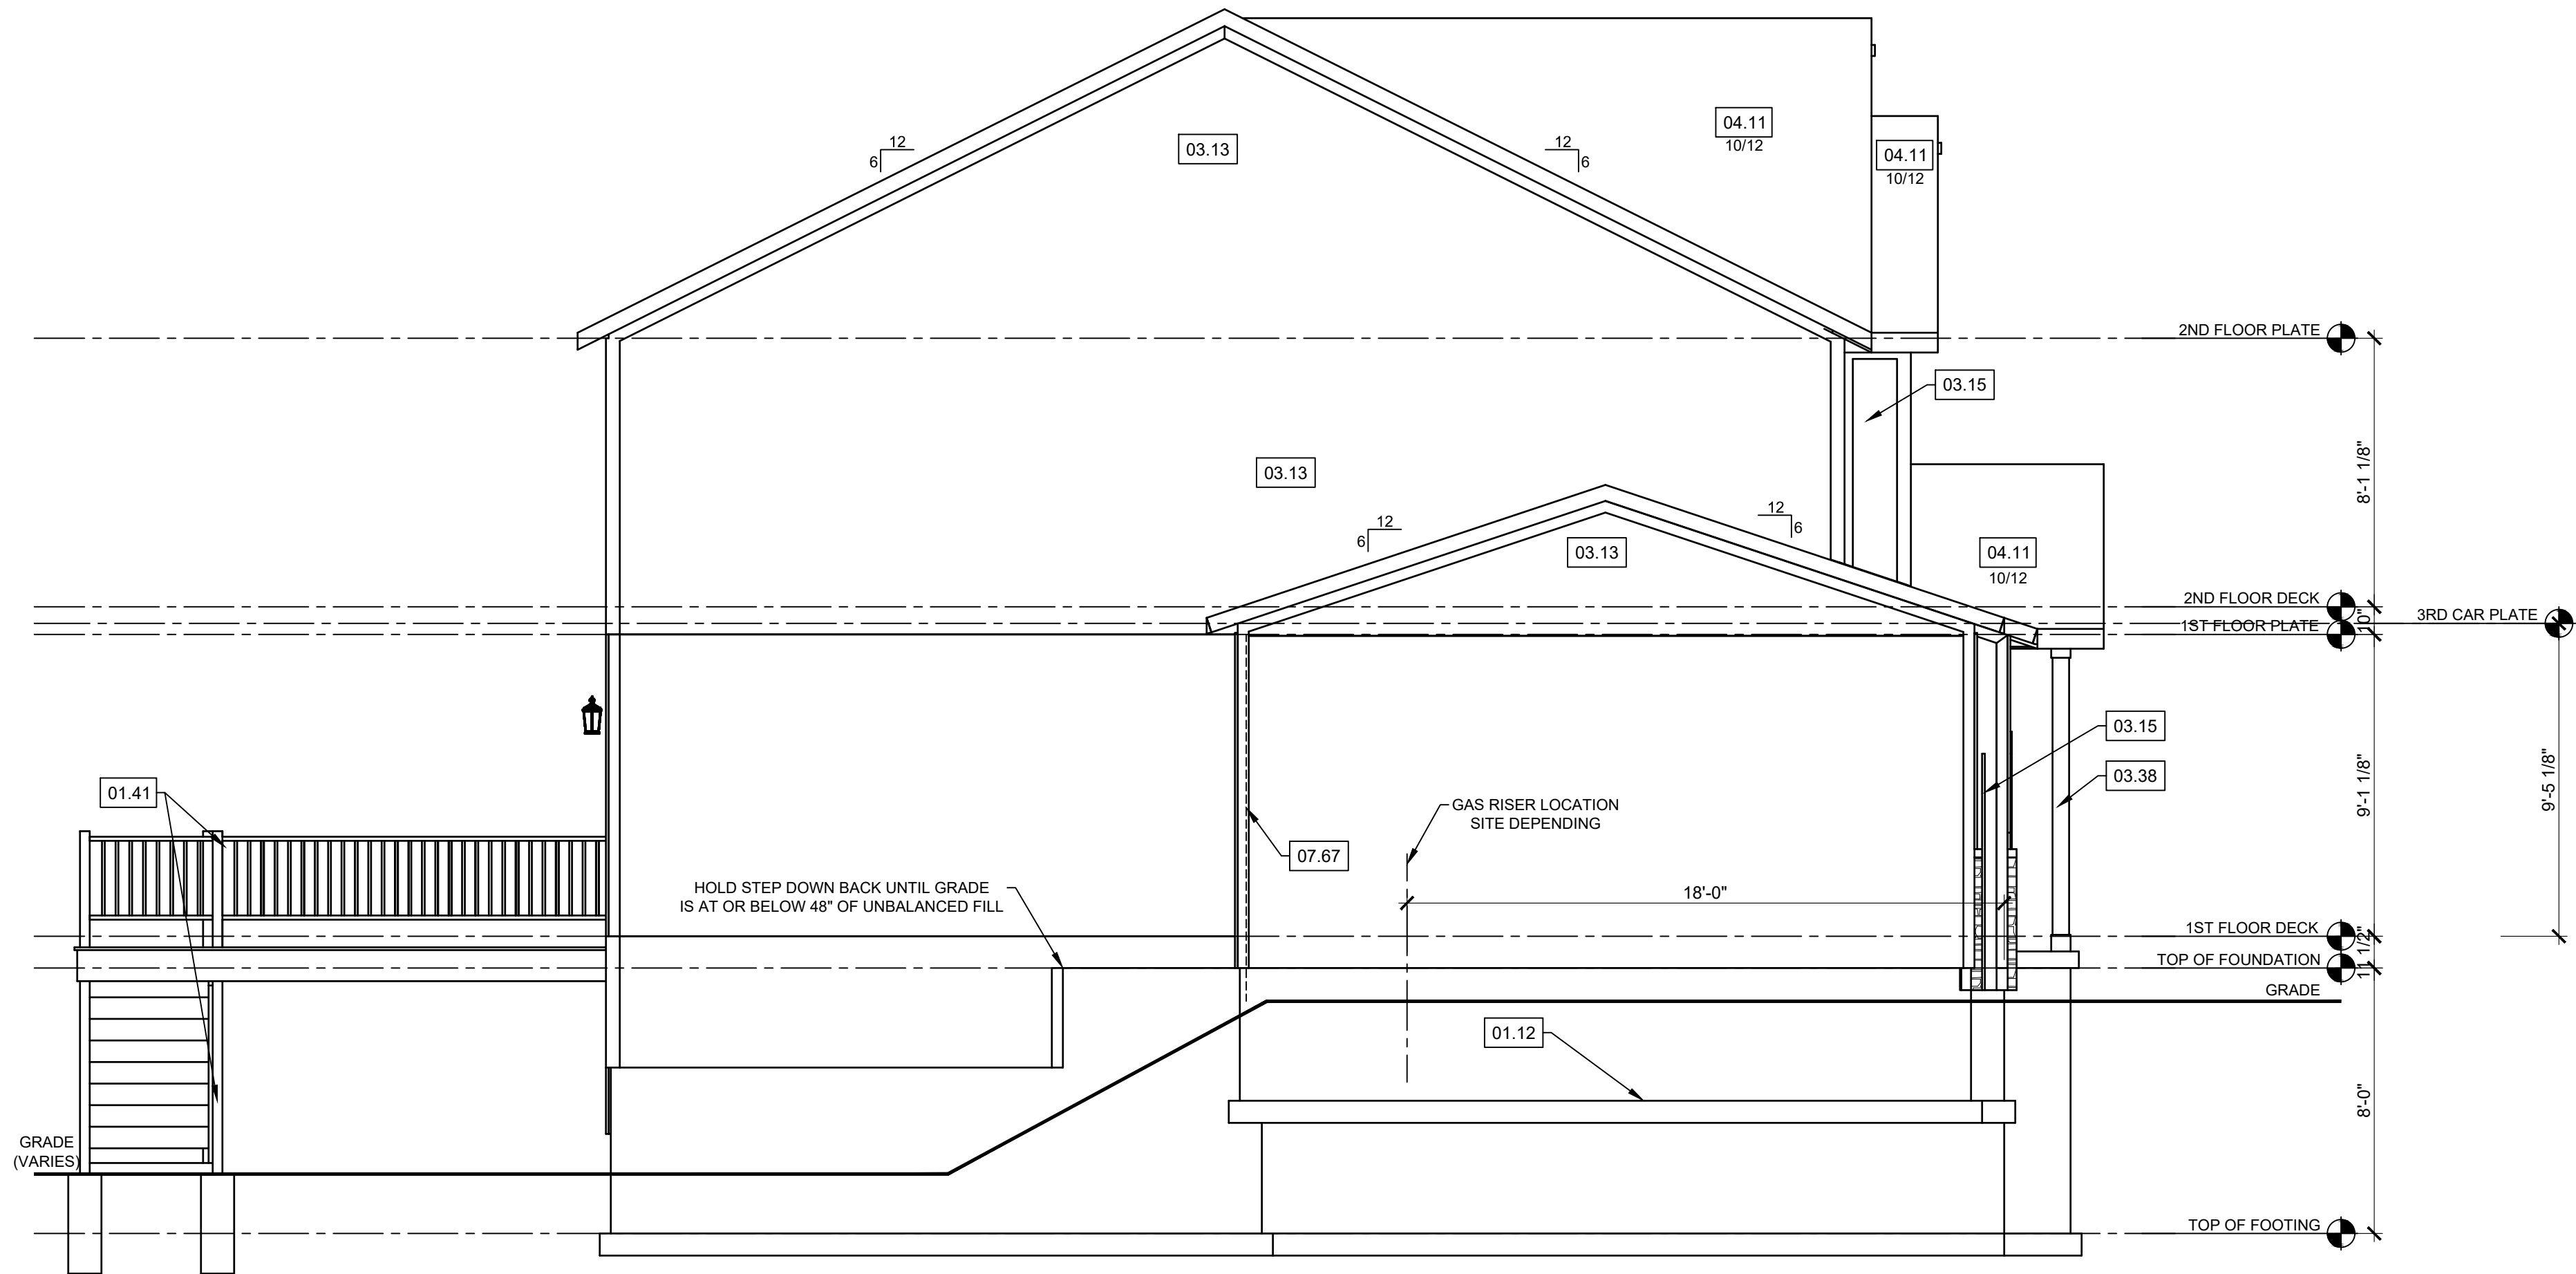 04.11
10/12
12
6
03.13
12
6
04.11
10/12
2ND FLOOR PLATE
03.15
8'-1 1/8"
03.13
12
6
12
6
03.13
04.11
10/12
2ND FLOOR DECK
10"
3RD CAR PLATE
1ST FLOOR PLATE
03.15
03.38
9'-1 1/8"
9'-5 1/8"
01.41
GAS RISER LOCATION
SITE DEPENDING
07.67
HOLD STEP DOWN BACK UNTIL GRADE
IS AT OR BELOW 48" OF UNBALANCED FILL
18'-0"
1ST FLOOR DECK
11 1/2"
TOP OF FOUNDATION
GRADE
01.12
8'-0"
GRADE
(VARIES)
TOP OF FOOTING